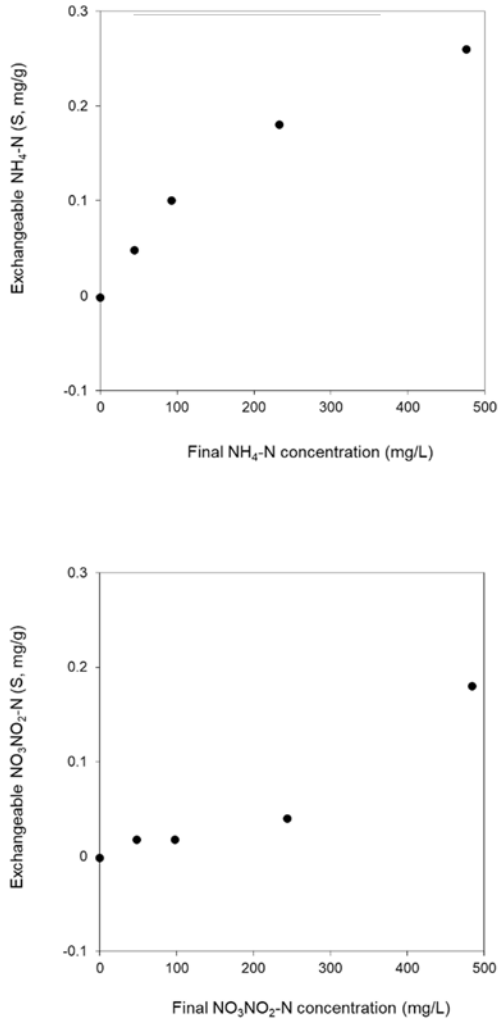 0.3
0.2
0.1
0
-0.1
Exchangeable NH₄-N (S, mg/g)
0 100 200 300 400 500
Final NH₄-N concentration (mg/L)
0.3
0.2
0.1
0
-0.1
Exchangeable NO₃NO₂-N (S, mg/g)
0 100 200 300 400 500
Final NO₃NO₂-N concentration (mg/L)